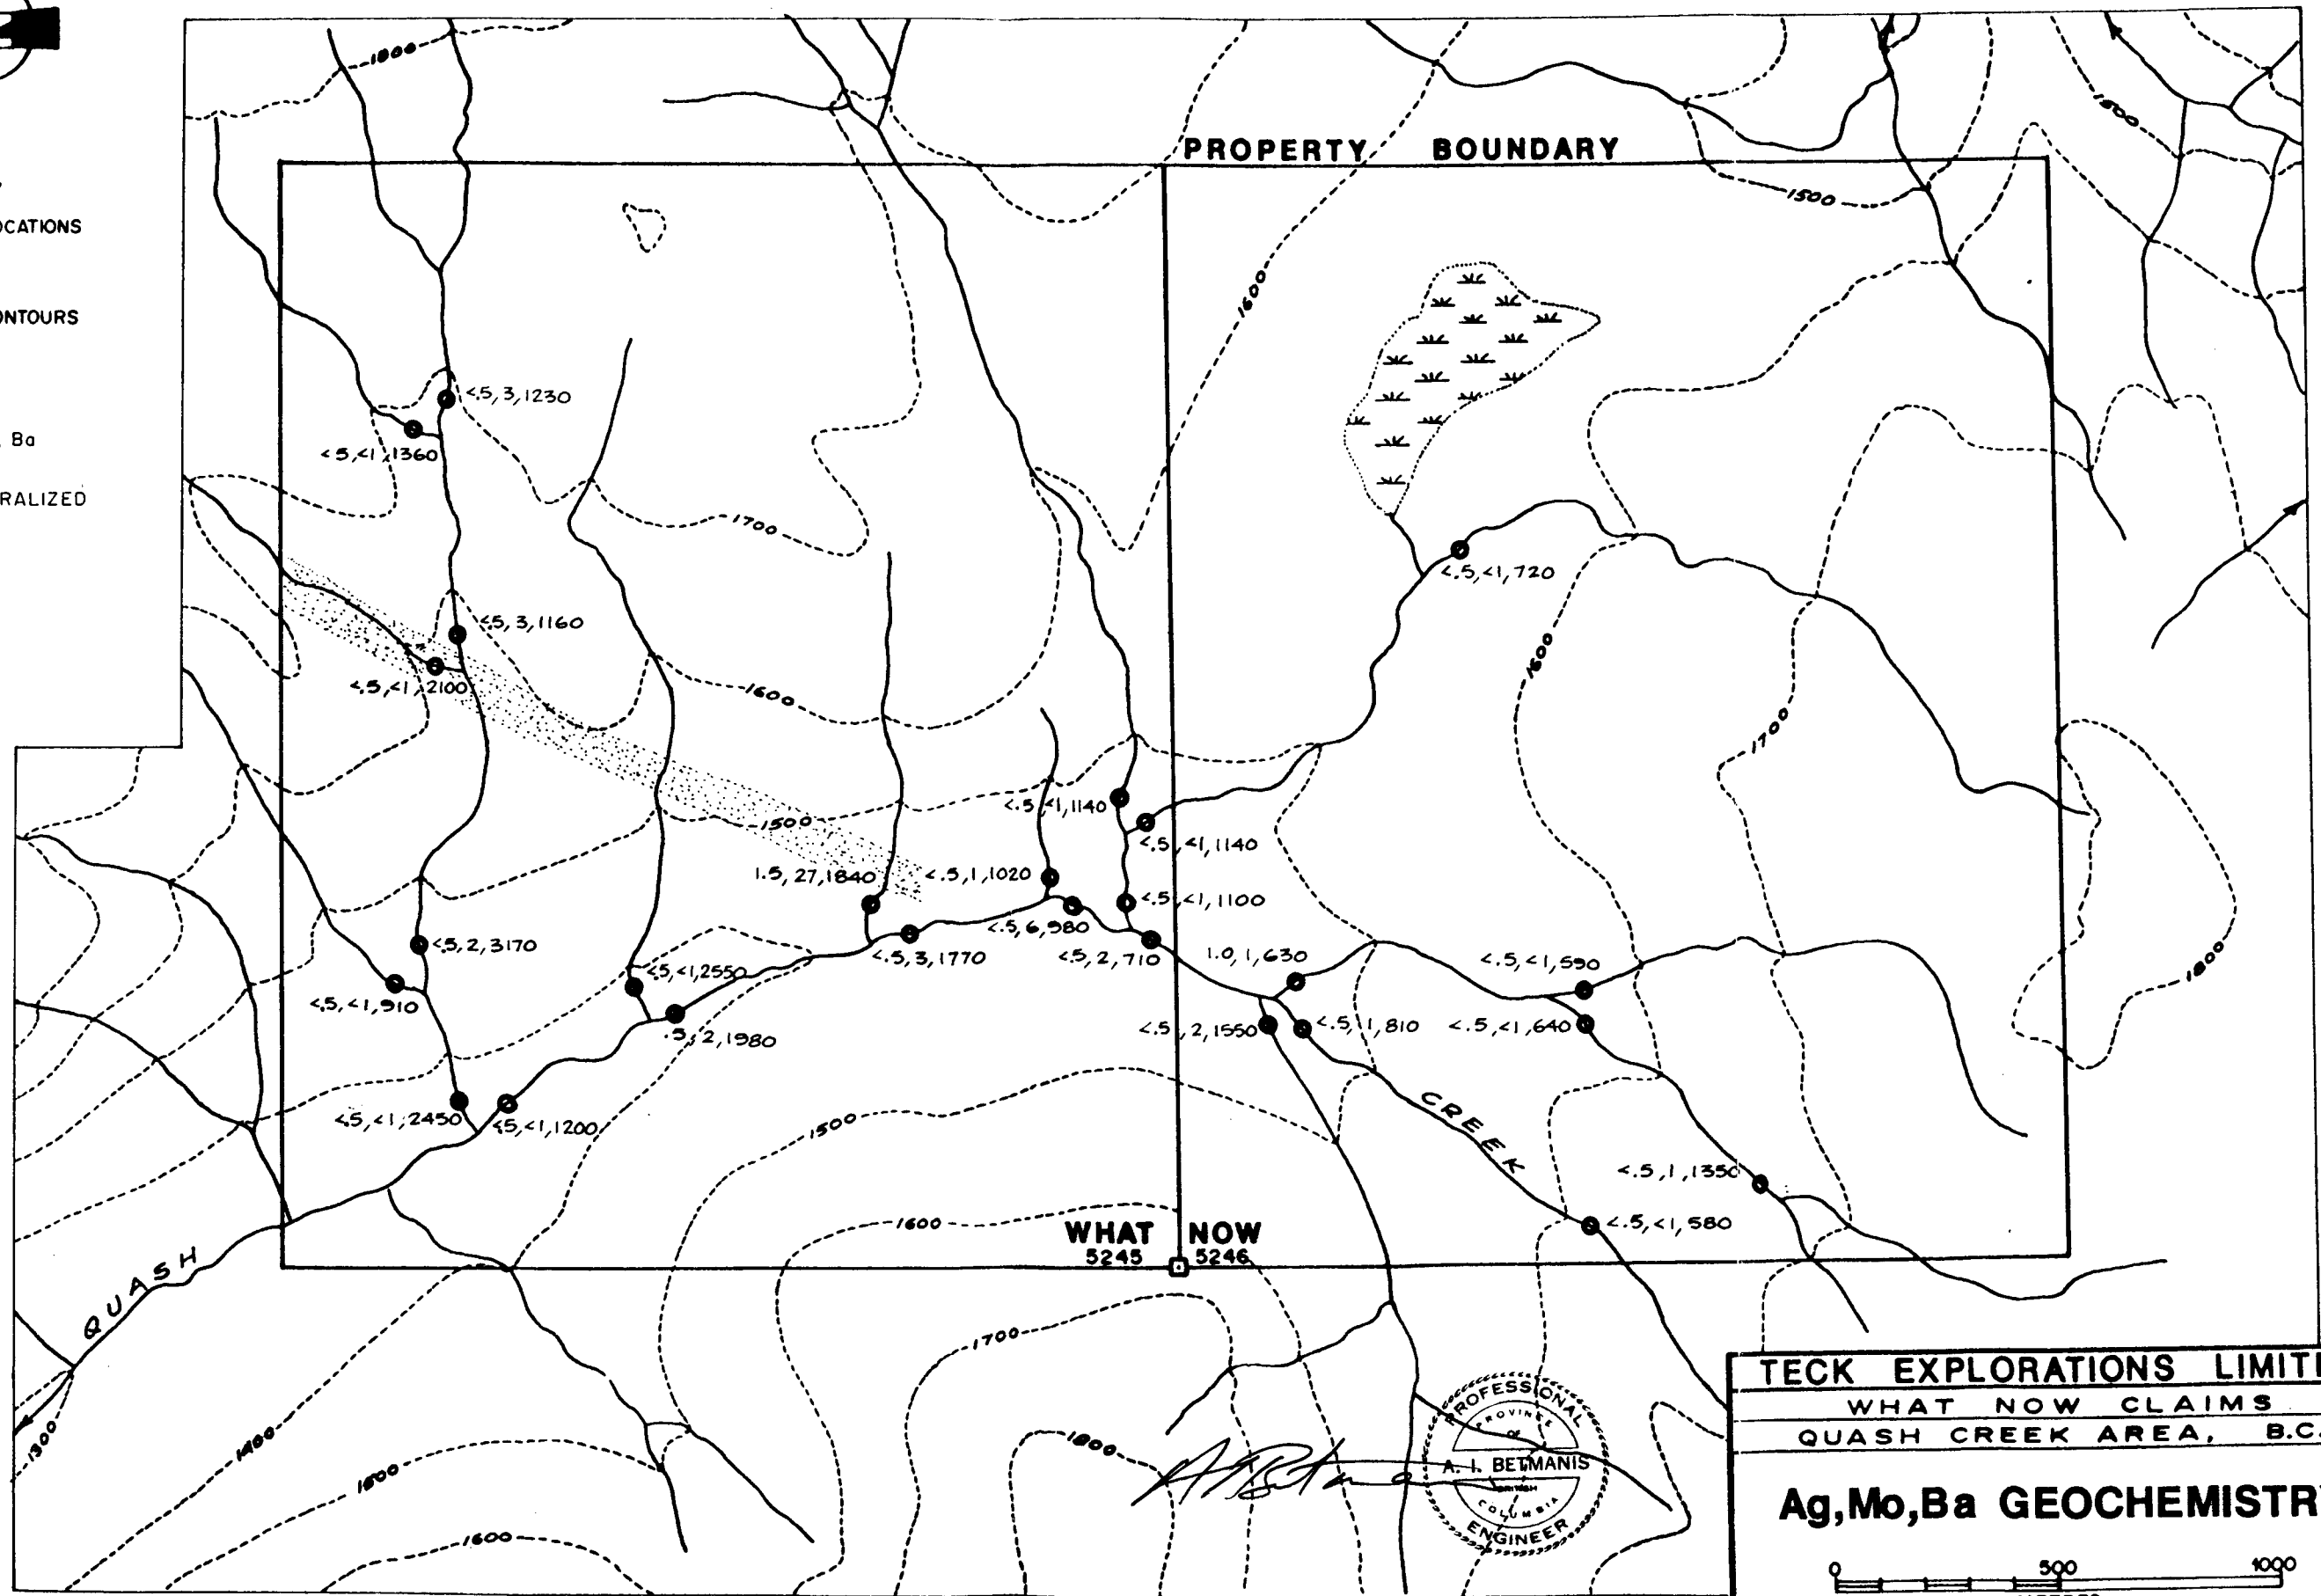 1800
1800
PROPERTY BOUNDARY
1500
OCATIONS
1600
ONTOURS
<.5, 3, 1230
Ba
<.5, <1, 1360
RALIZED
1700
<.5, <1, 720
<.5, 3, 1160
1600
<.5, <1, 2100
1600
1700
1500
<.5, <1, 1140
<.5, <1, 1140
1.5, 27, 1840
<.5, 1, 1020
<.5, <1, 1100
<.5, 6, 980
<.5, 2, 3170
<.5, 3, 1770
<.5, 2, 710
1.0, 1, 630
<.5, <1, 590
1800
<.5, <1, 2550
<.5, <1, 910
.5, 2, 1980
<.5, 2, 1550
<.5, 1, 810
<.5, <1, 640
CREEK
<.5, <1, 2450
<.5, <1, 1200
1500
<.5, 1, 1350
1600
WHAT NOW
5245 5246
<.5, <1, 580
QUASH
1700
1300
1400
1500
1800
1600
PROFESSIONAL
PROVINCE
OF
A. I. BETMANIS
BRITISH
COLUMBIA
ENGINEER
TECK EXPLORATIONS LIMIT
WHAT NOW CLAIMS
QUASH CREEK AREA, B.C.
Ag,Mo,Ba GEOCHEMISTRY
0 500 1000